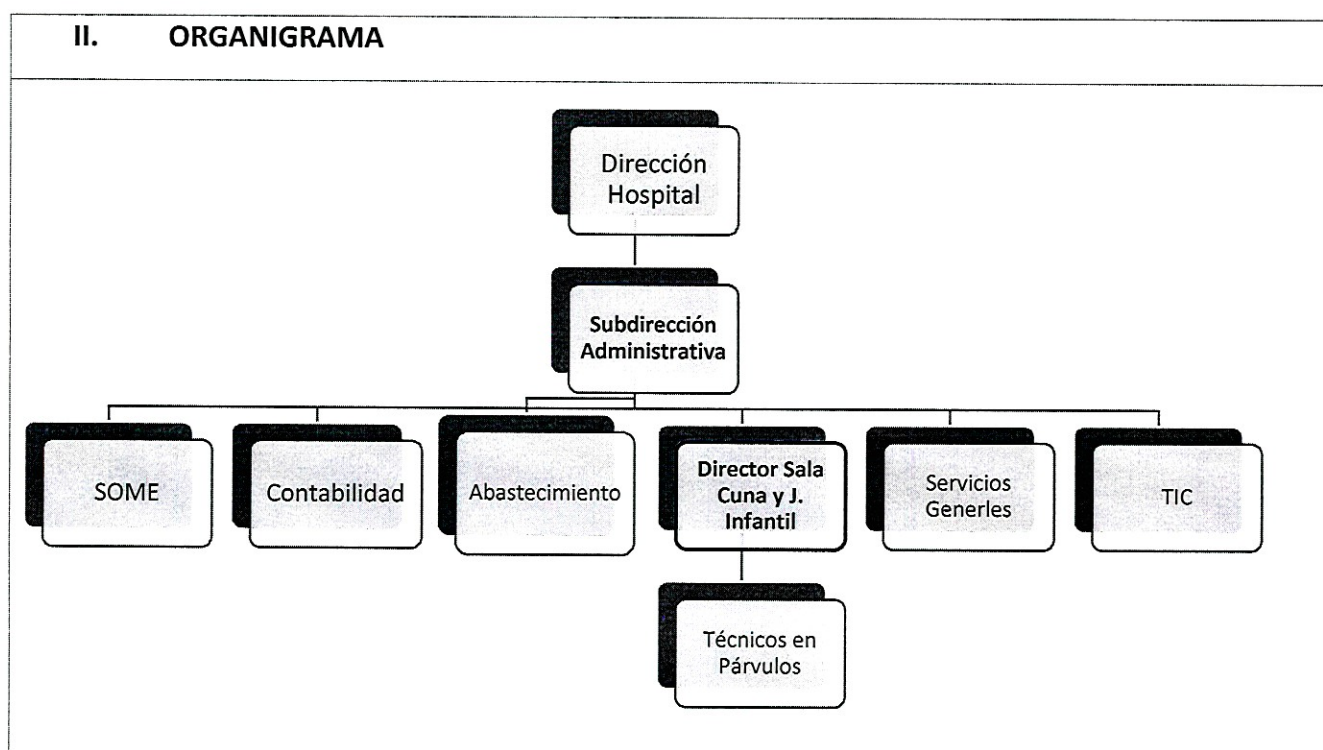 II. ORGANIGRAMA
Dirección
Hospital
Subdirección
Administrativa
SOME
Contabilidad
Abastecimiento
Director Sala
Cuna y J.
Infantil
Servicios
Generles
TIC
Técnicos en
Párvulos